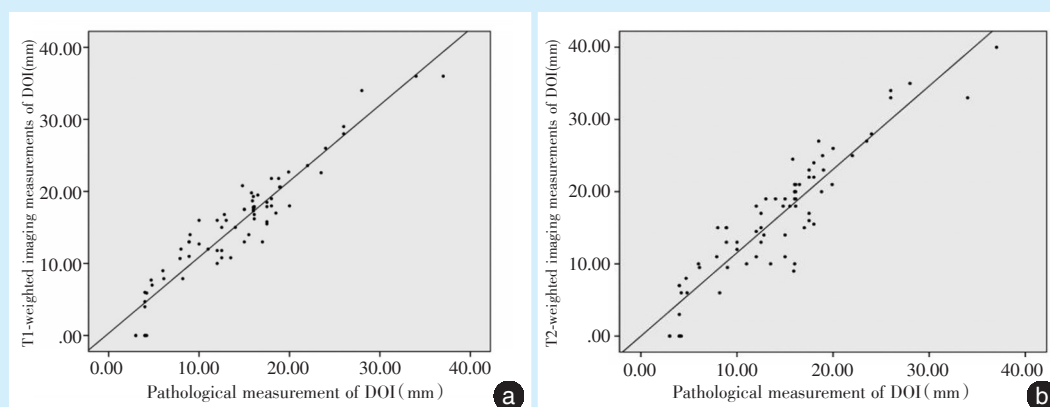 T1-weighted imaging measurements of DOI(mm)
40.00
30.00
20.00
10.00
.00
0.00 10.00 20.00 30.00 40.00
Pathological measurement of DOI(mm)
a
T2-weighted imaging measurements of DOI(mm)
40.00
30.00
20.00
10.00
.00
0.00 10.00 20.00 30.00 40.00
Pathological measurement of DOI(mm)
b